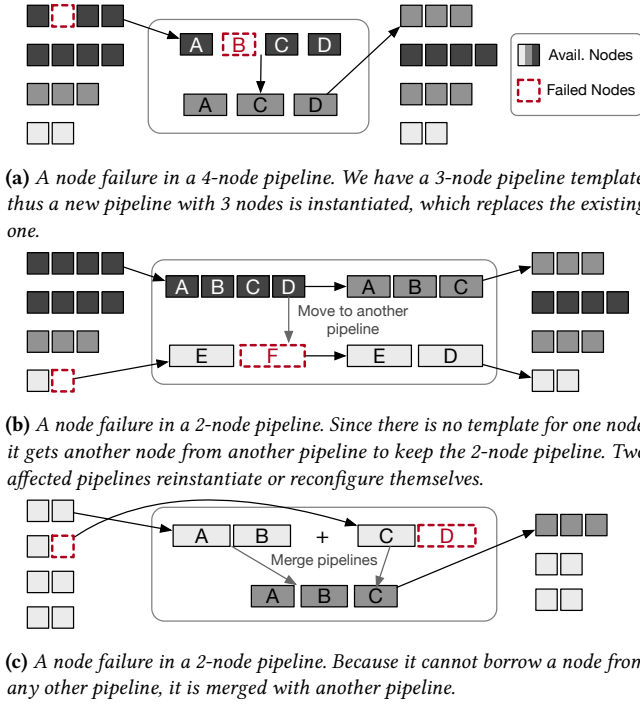 A B C D
A C D
Avail. Nodes
Failed Nodes
(a) A node failure in a 4-node pipeline. We have a 3-node pipeline template
thus a new pipeline with 3 nodes is instantiated, which replaces the existing
one.
A B C D A B C
Move to another
pipeline
E F E D
(b) A node failure in a 2-node pipeline. Since there is no template for one node
it gets another node from another pipeline to keep the 2-node pipeline. Two
affected pipelines reinstantiate or reconfigure themselves.
A B + C D
Merge pipelines
A B C
(c) A node failure in a 2-node pipeline. Because it cannot borrow a node from
any other pipeline, it is merged with another pipeline.